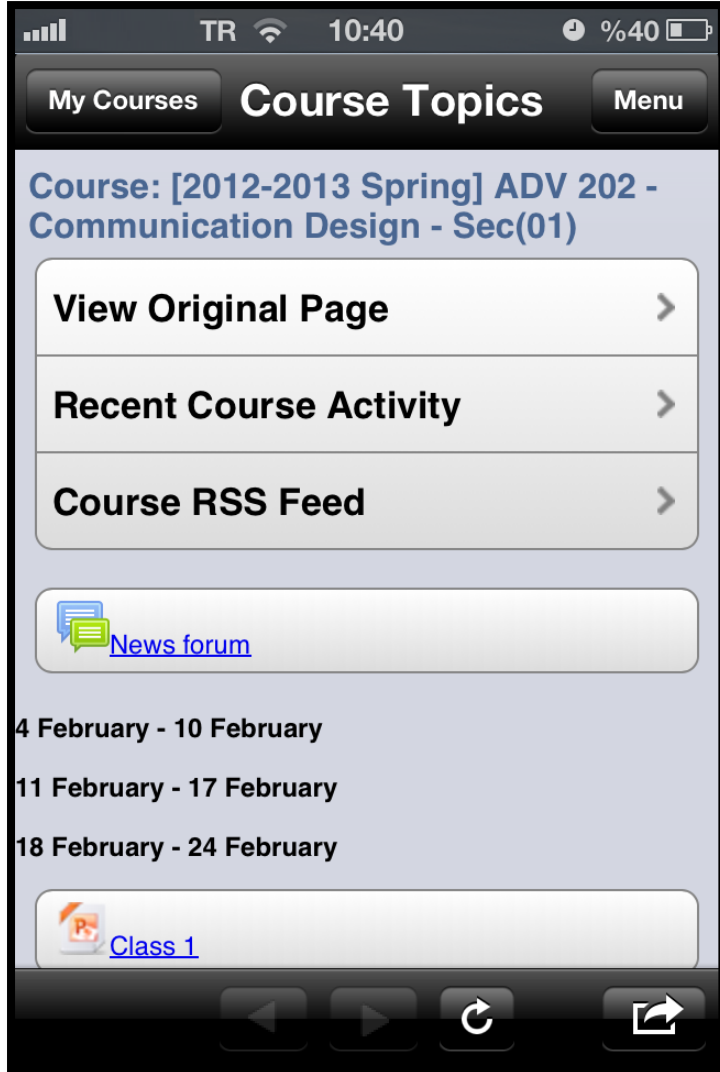 TR 10:40 %40
My Courses Course Topics Menu
Course: [2012-2013 Spring] ADV 202 -
Communication Design - Sec(01)
View Original Page
Recent Course Activity
Course RSS Feed
News forum
4 February - 10 February
11 February - 17 February
18 February - 24 February
Class 1